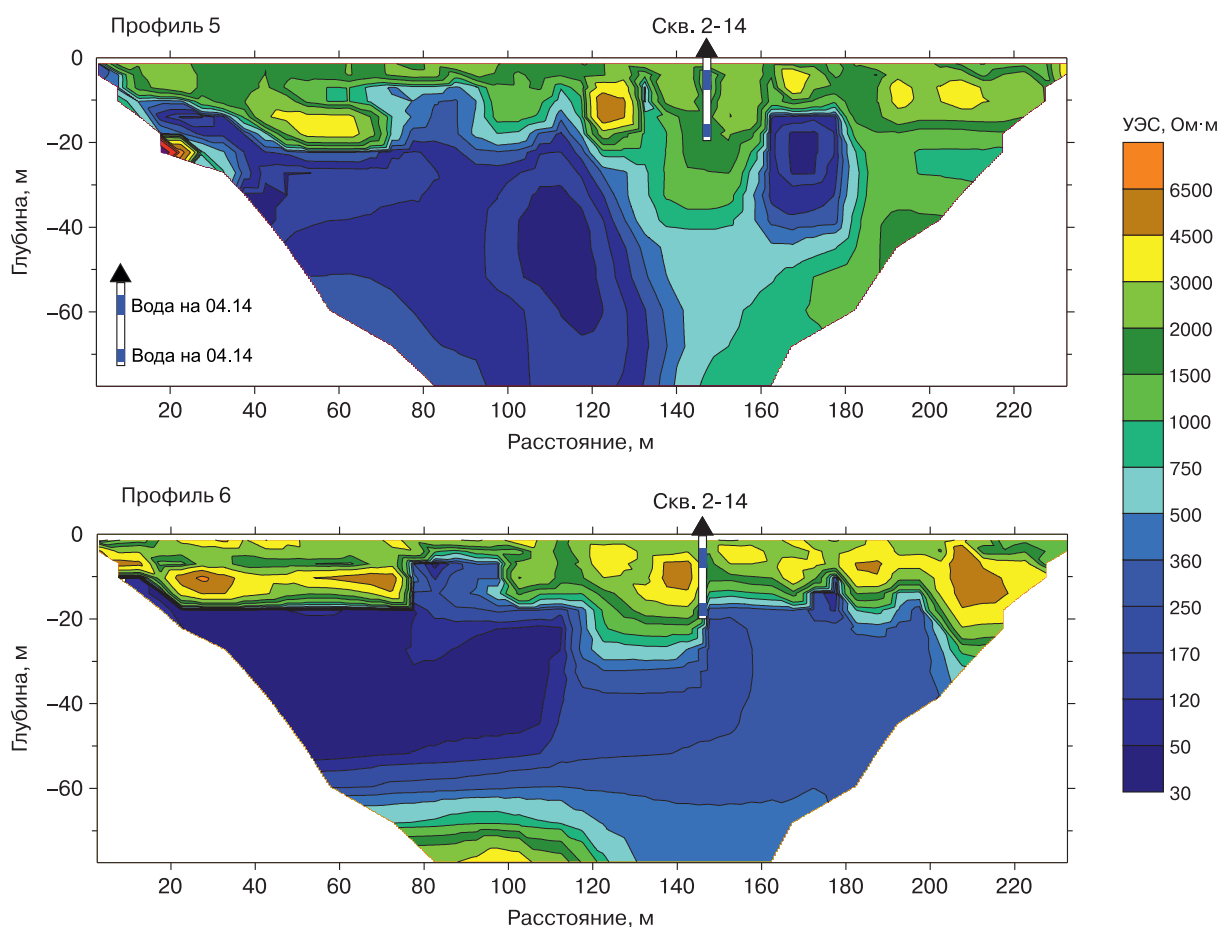 Профиль 5
Скв. 2-14
0
−20
−40
−60
Глубина, м
Вода на 04.14
Вода на 04.14
20 40 60 80 100 120 140 160 180 200 220
Расстояние, м
Профиль 6
Скв. 2-14
0
−20
−40
−60
Глубина, м
20 40 60 80 100 120 140 160 180 200 220
Расстояние, м
УЭС, Ом·м
6500
4500
3000
2000
1500
1000
750
500
360
250
170
120
50
30